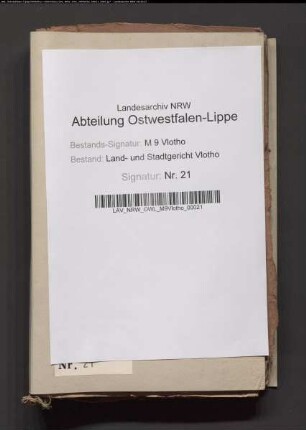 Landesarchiv NRW
Abteilung Ostwestfalen-Lippe
Bestands-Signatur: M 9 Vlotho
Bestand: Land- und Stadtgericht Vlotho
Signatur: Nr. 21
LAV_NRW_OWL_M9Vlotho_00021
Nr. 21